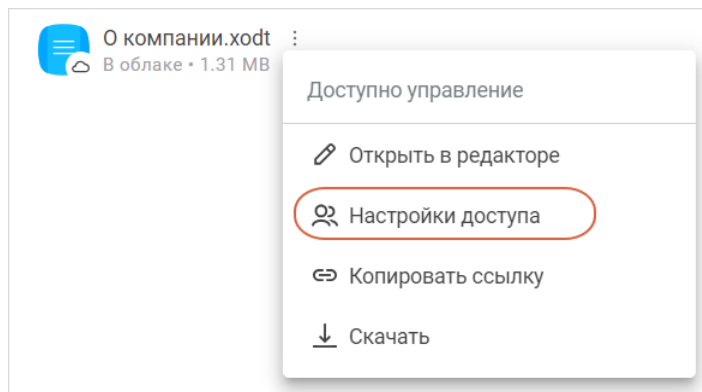 О компании.xodt
В облаке • 1.31 MB
Доступно управление
Открыть в редакторе
Настройки доступа
Копировать ссылку
Скачать